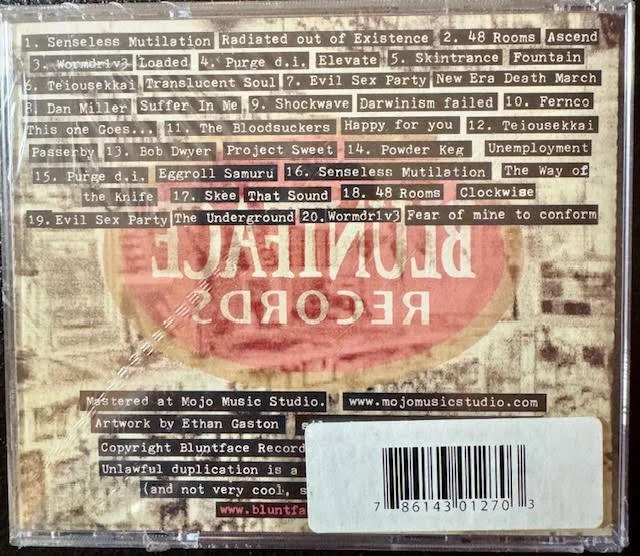 1. Senseless Mutilation Radiated out of Existence 2. 48 Rooms Ascend
3. Wormdr1v3 Loaded 4. Purge d.i. Elevate 5. Skintrance Fountain
6. Teiousekkai Translucent Soul 7. Evil Sex Party New Era Death March
8. Dan Miller Suffer In Me 9. Shockwave Darwinism failed 10. Fernco
This one Goes... 11. The Bloodsuckers Happy for you 12. Teiousekkai
Passerby 13. Bob Dwyer Project Sweet 14. Powder Keg Unemployment
15. Purge d.i. Eggroll Samuru 16. Senseless Mutilation The Way of
the Knife 17. Skee That Sound 18. 48 Rooms Clockwise
19. Evil Sex Party The Underground 20. Wormdr1v3 Fear of mine to conform
BLUNTFACE
RECORDS
Mastered at Mojo Music Studio. www.mojomusicstudio.com
Artwork by Ethan Gaston
Copyright Bluntface Record
Unlawful duplication is a
(and not very cool, s
www.bluntfa
7 86143 01270 3